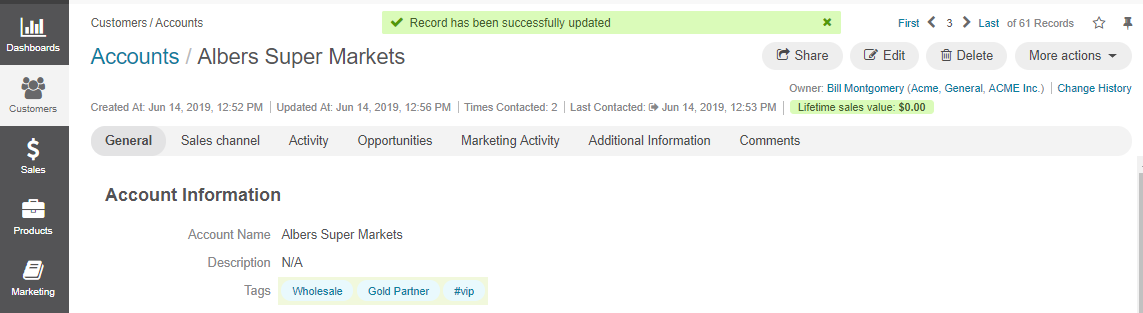 Dashboards
Customers
Sales
Products
Marketing
Customers / Accounts
Record has been successfully updated
First 3 Last of 61 Records
Accounts / Albers Super Markets
Share Edit Delete More actions
Owner: Bill Montgomery (Acme, General, ACME Inc.) Change History
Created At: Jun 14, 2019, 12:52 PM Updated At: Jun 14, 2019, 12:56 PM Times Contacted: 2 Last Contacted: Jun 14, 2019, 12:53 PM Lifetime sales value: $0.00
General Sales channel Activity Opportunities Marketing Activity Additional Information Comments
Account Information
Account Name Albers Super Markets
Description N/A
Tags Wholesale Gold Partner #vip